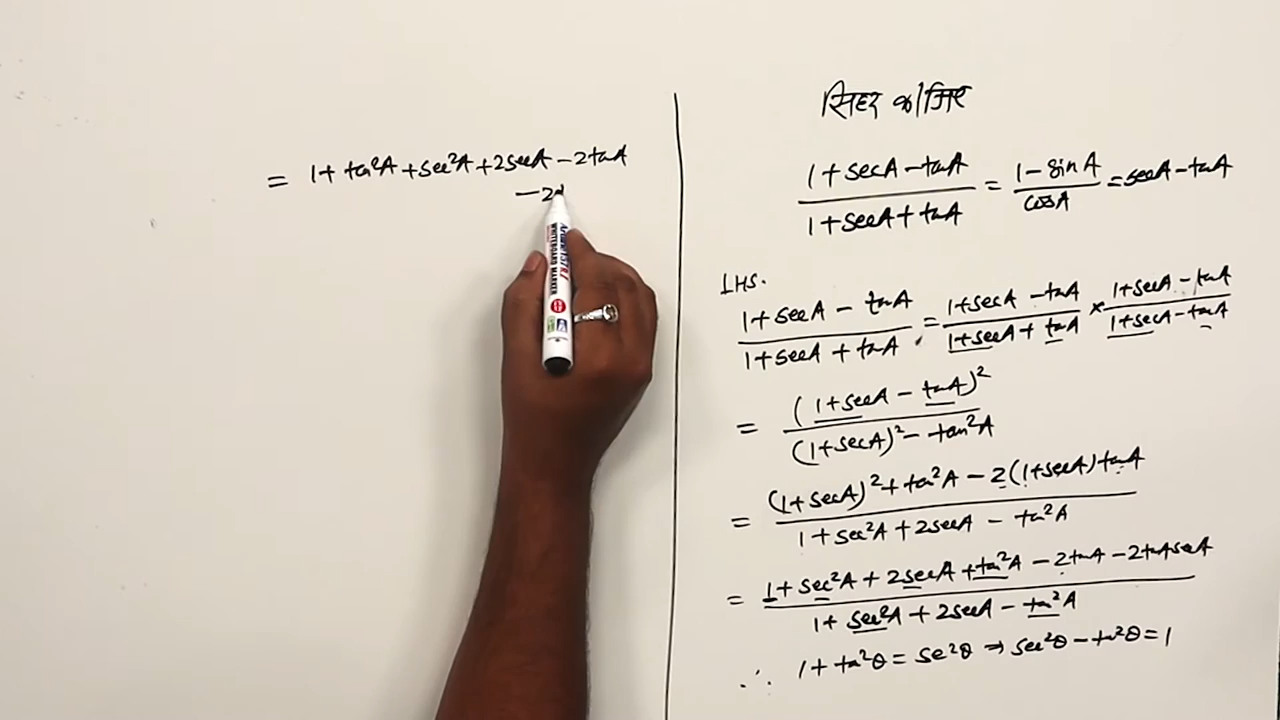 = 1 + tan²A + sec²A + 2secA − 2tanA
− 2
सिद्ध कीजिए
(1 + secA − tanA)/(1 + secA + tanA) = (1 − sinA)/cosA = secA − tanA
LHS.
(1 + secA − tanA)/(1 + secA + tanA) = (1 + secA − tanA)/(1 + secA + tanA) × (1 + secA − tanA)/(1 + secA − tanA)
= (1 + secA − tanA)²/((1 + secA)² − tan²A)
= ((1 + secA)² + tan²A − 2(1 + secA)tanA)/(1 + sec²A + 2secA − tan²A)
= (1 + sec²A + 2secA + tan²A − 2tanA − 2tanAsecA)/(1 + sec²A + 2secA − tan²A)
∴ 1 + tan²θ = sec²θ ⇒ sec²θ − tan²θ = 1
WHITEBOARD MARKER